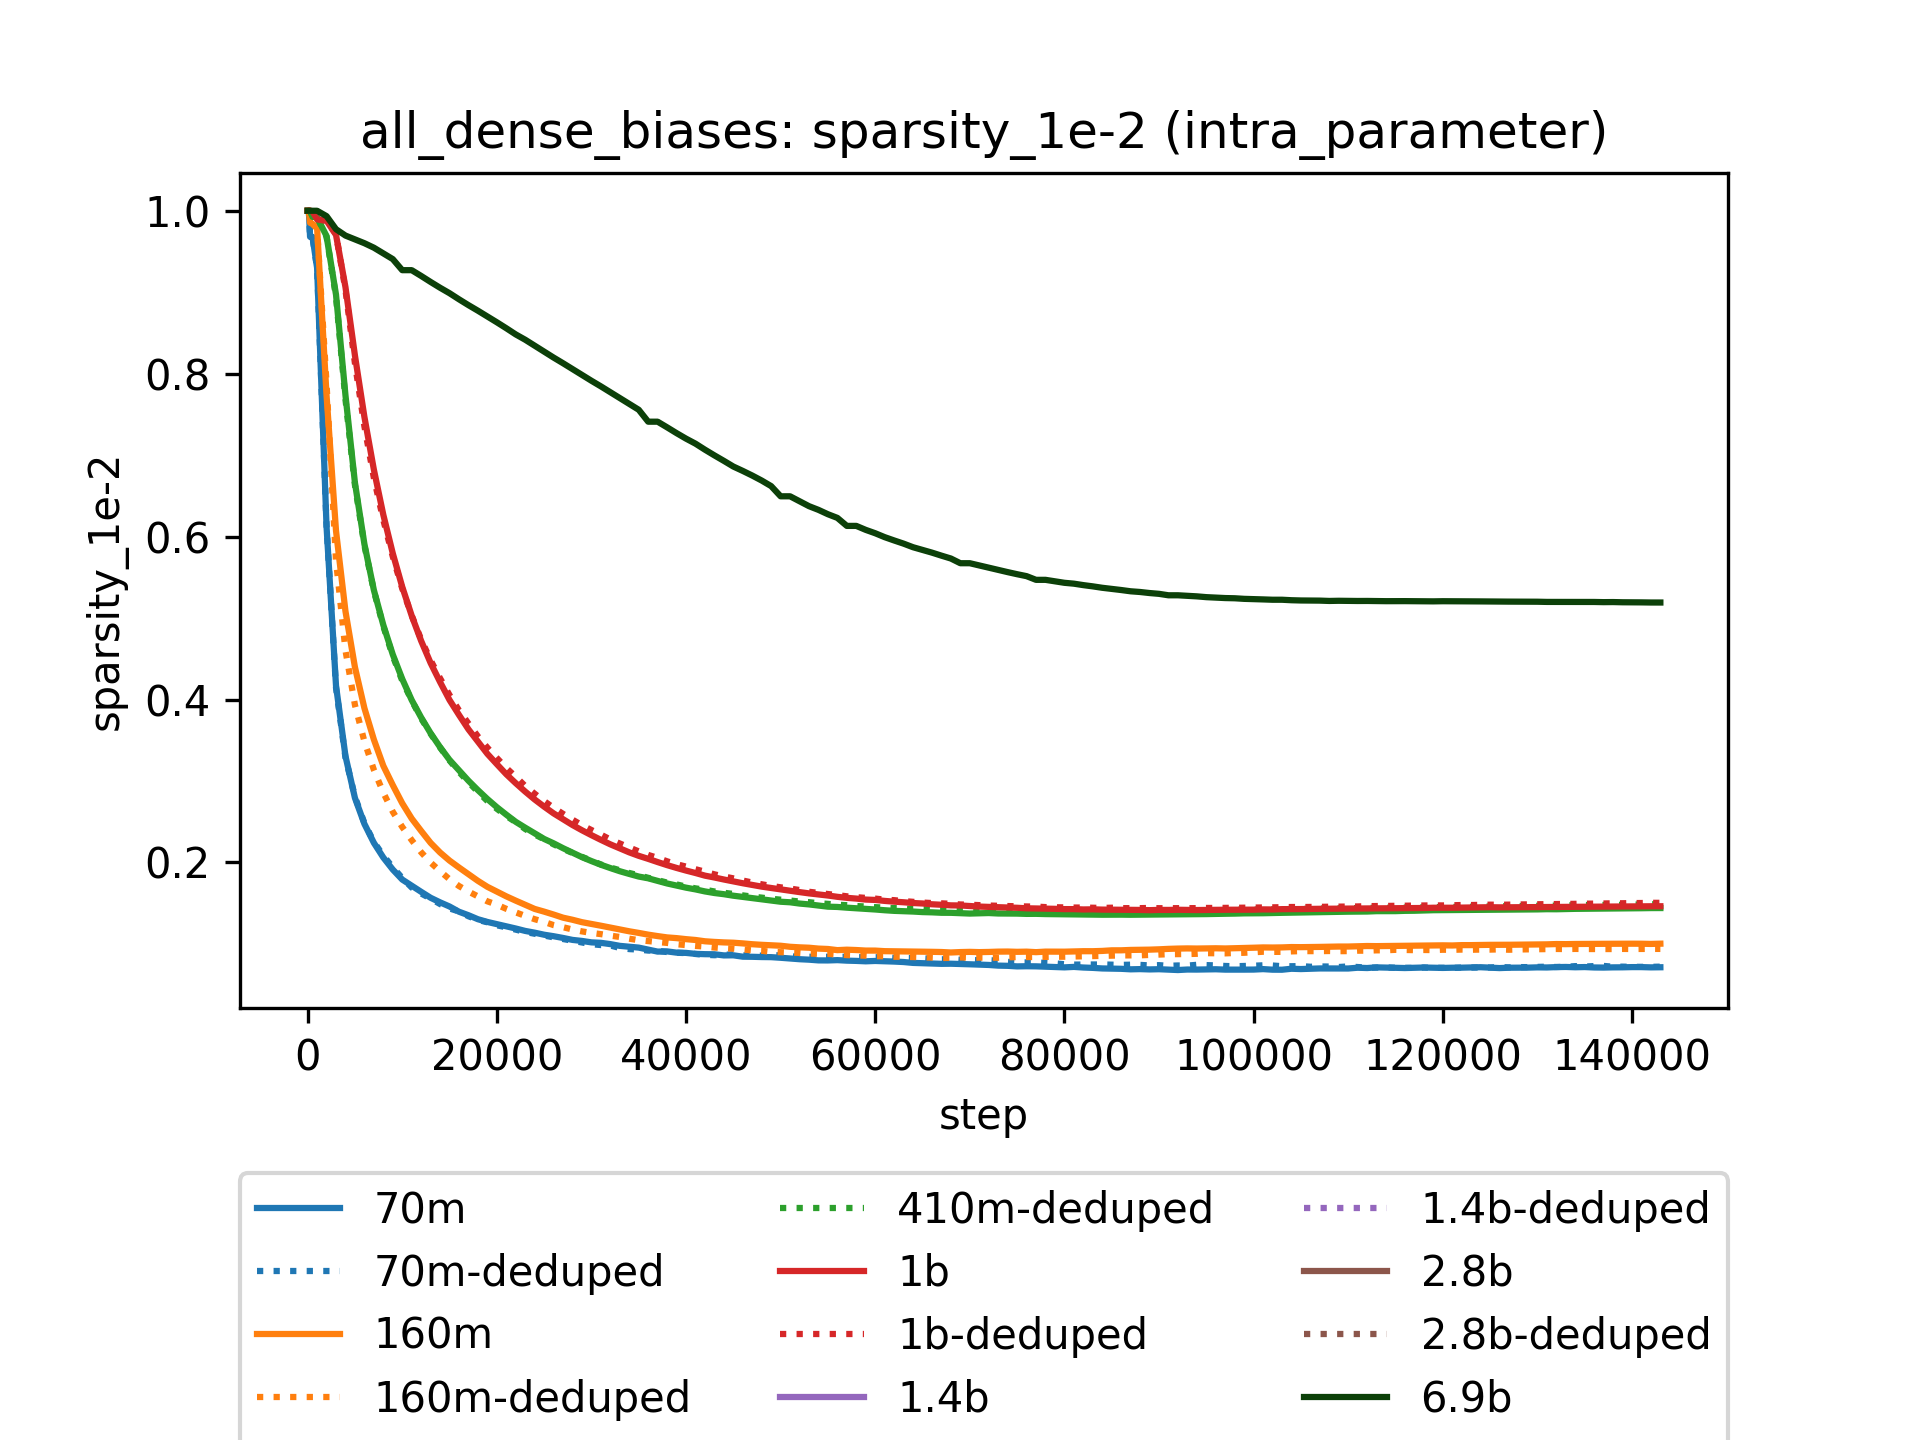 all_dense_biases: sparsity_1e-2 (intra_parameter)
1.0
0.8
0.6
0.4
0.2
sparsity_1e-2
0 20000 40000 60000 80000 100000 120000 140000
step
70m 410m-deduped 1.4b-deduped
70m-deduped 1b 2.8b
160m 1b-deduped 2.8b-deduped
160m-deduped 1.4b 6.9b